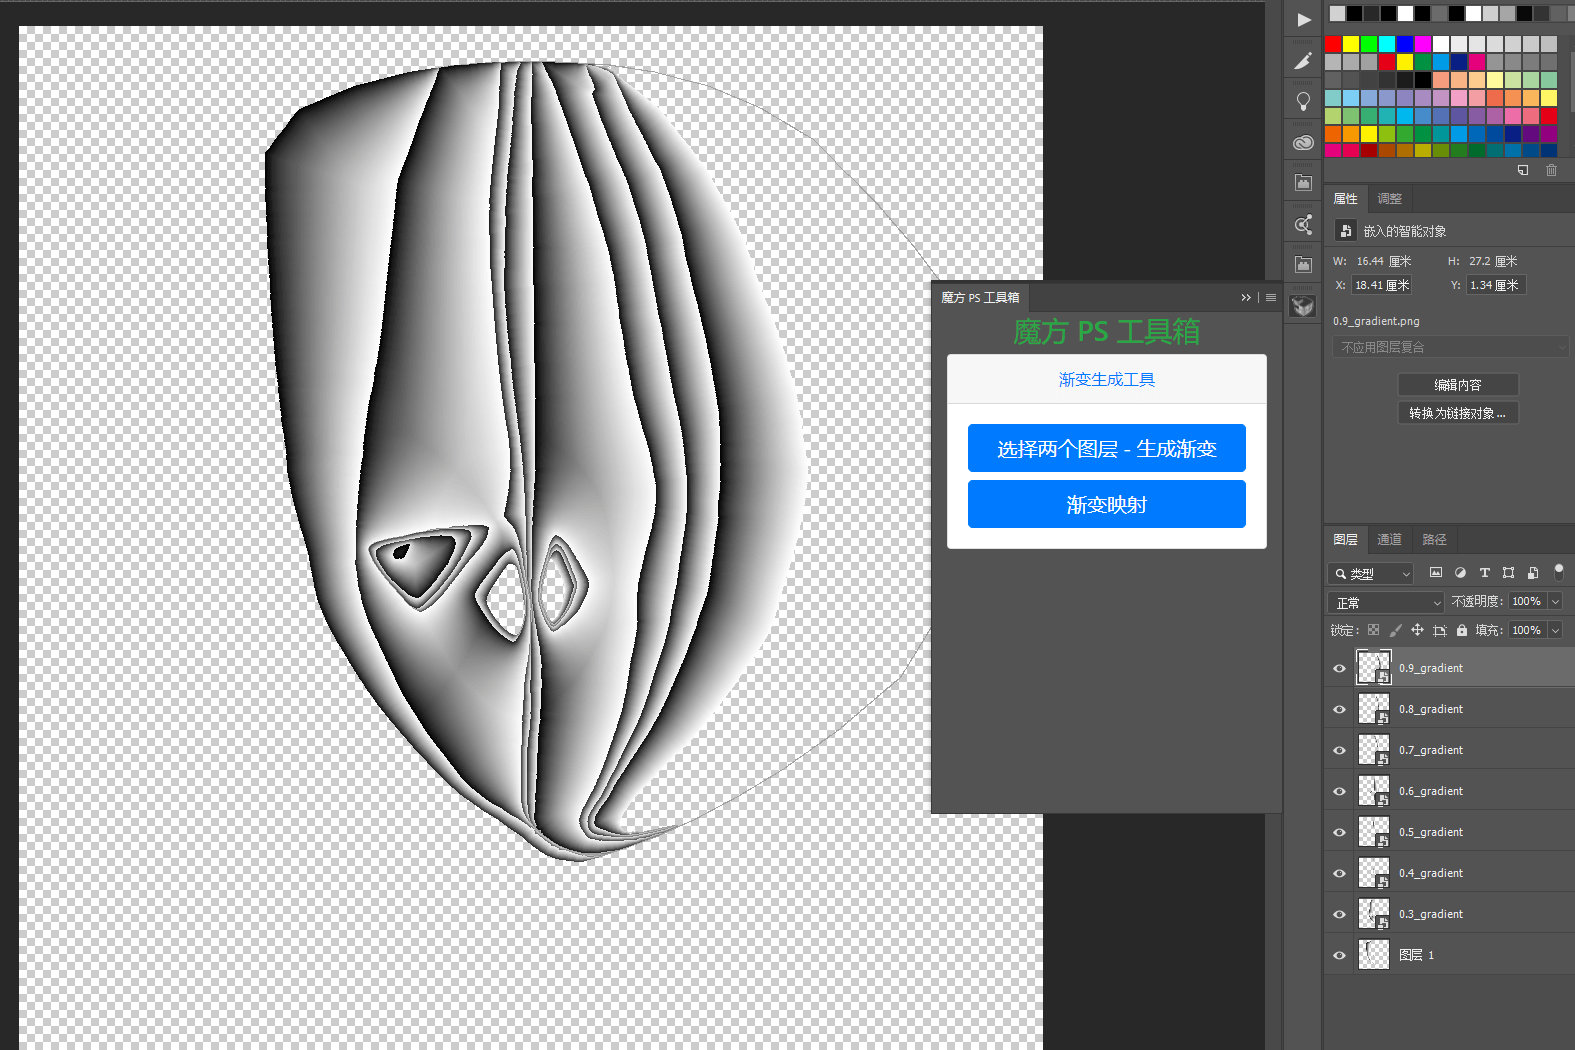 属性
调整
嵌入的智能对象
W: 16.44 厘米
H: 27.2 厘米
X: 18.41 厘米
Y: 1.34 厘米
0.9_gradient.png
不应用图层复合
编辑内容
转换为链接对象...
魔方 PS 工具箱
魔方 PS 工具箱
渐变生成工具
选择两个图层 - 生成渐变
渐变映射
图层
通道
路径
类型
正常
不透明度: 100%
锁定:
填充: 100%
0.9_gradient
0.8_gradient
0.7_gradient
0.6_gradient
0.5_gradient
0.4_gradient
0.3_gradient
图层 1